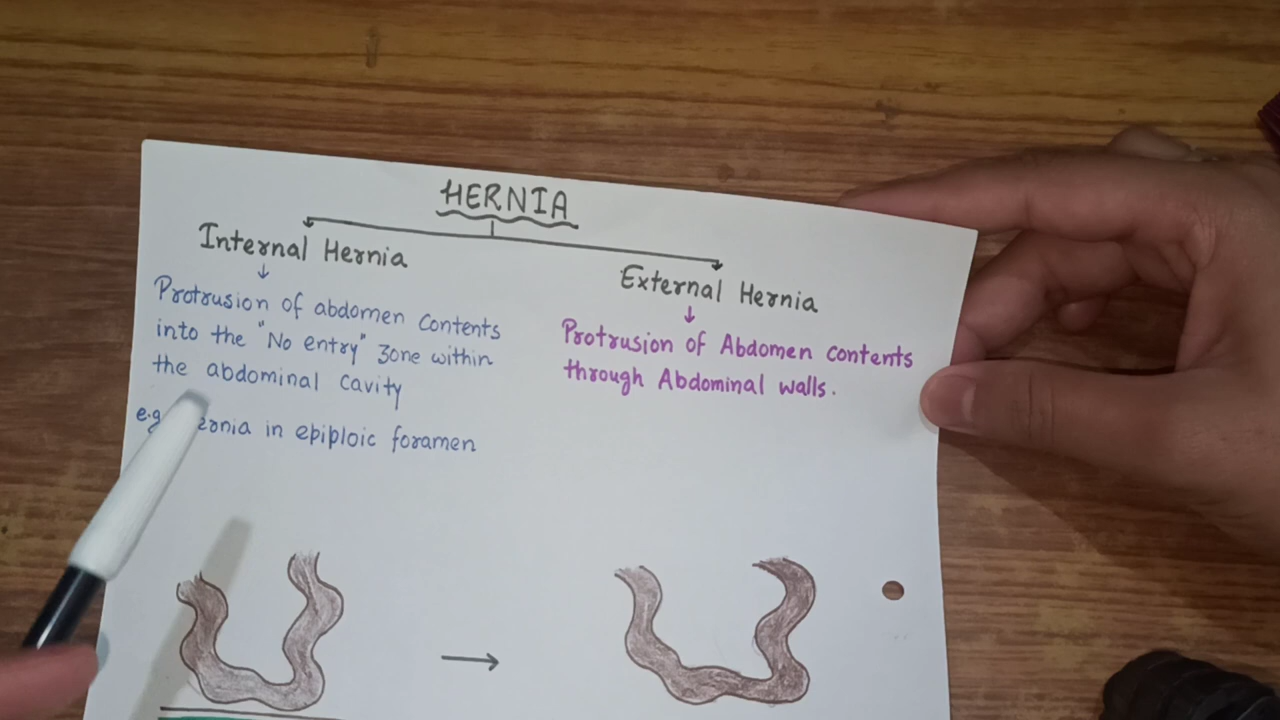 HERNIA
Internal Hernia
Protrusion of abdomen Contents
into the "No entry" zone within
the abdominal cavity
e.g. in epiploic foramen
External Hernia
Protrusion of Abdomen contents
through Abdominal walls.